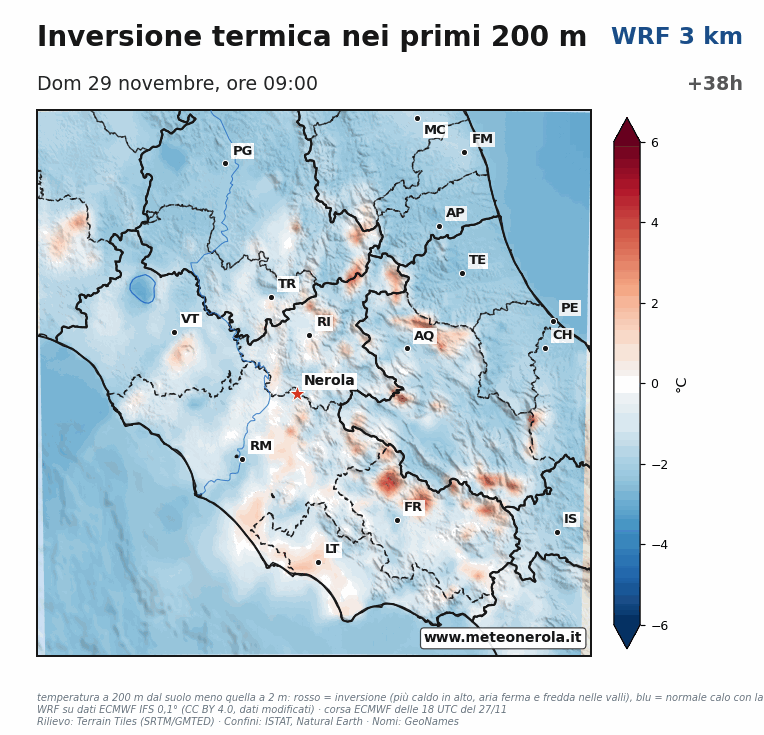 Inversione termica nei primi 200 m WRF 3 km
Dom 29 novembre, ore 09:00 +38h
MC
FM
PG
AP
TE
TR
PE
VT
RI
AQ
CH
Nerola
RM
FR
IS
LT
www.meteonerola.it
6
4
2
0
−2
−4
−6
°C
temperatura a 200 m dal suolo meno quella a 2 m: rosso = inversione (più caldo in alto, aria ferma e fredda nelle valli), blu = normale calo con la
WRF su dati ECMWF IFS 0,1° (CC BY 4.0, dati modificati) · corsa ECMWF delle 18 UTC del 27/11
Rilievo: Terrain Tiles (SRTM/GMTED) · Confini: ISTAT, Natural Earth · Nomi: GeoNames